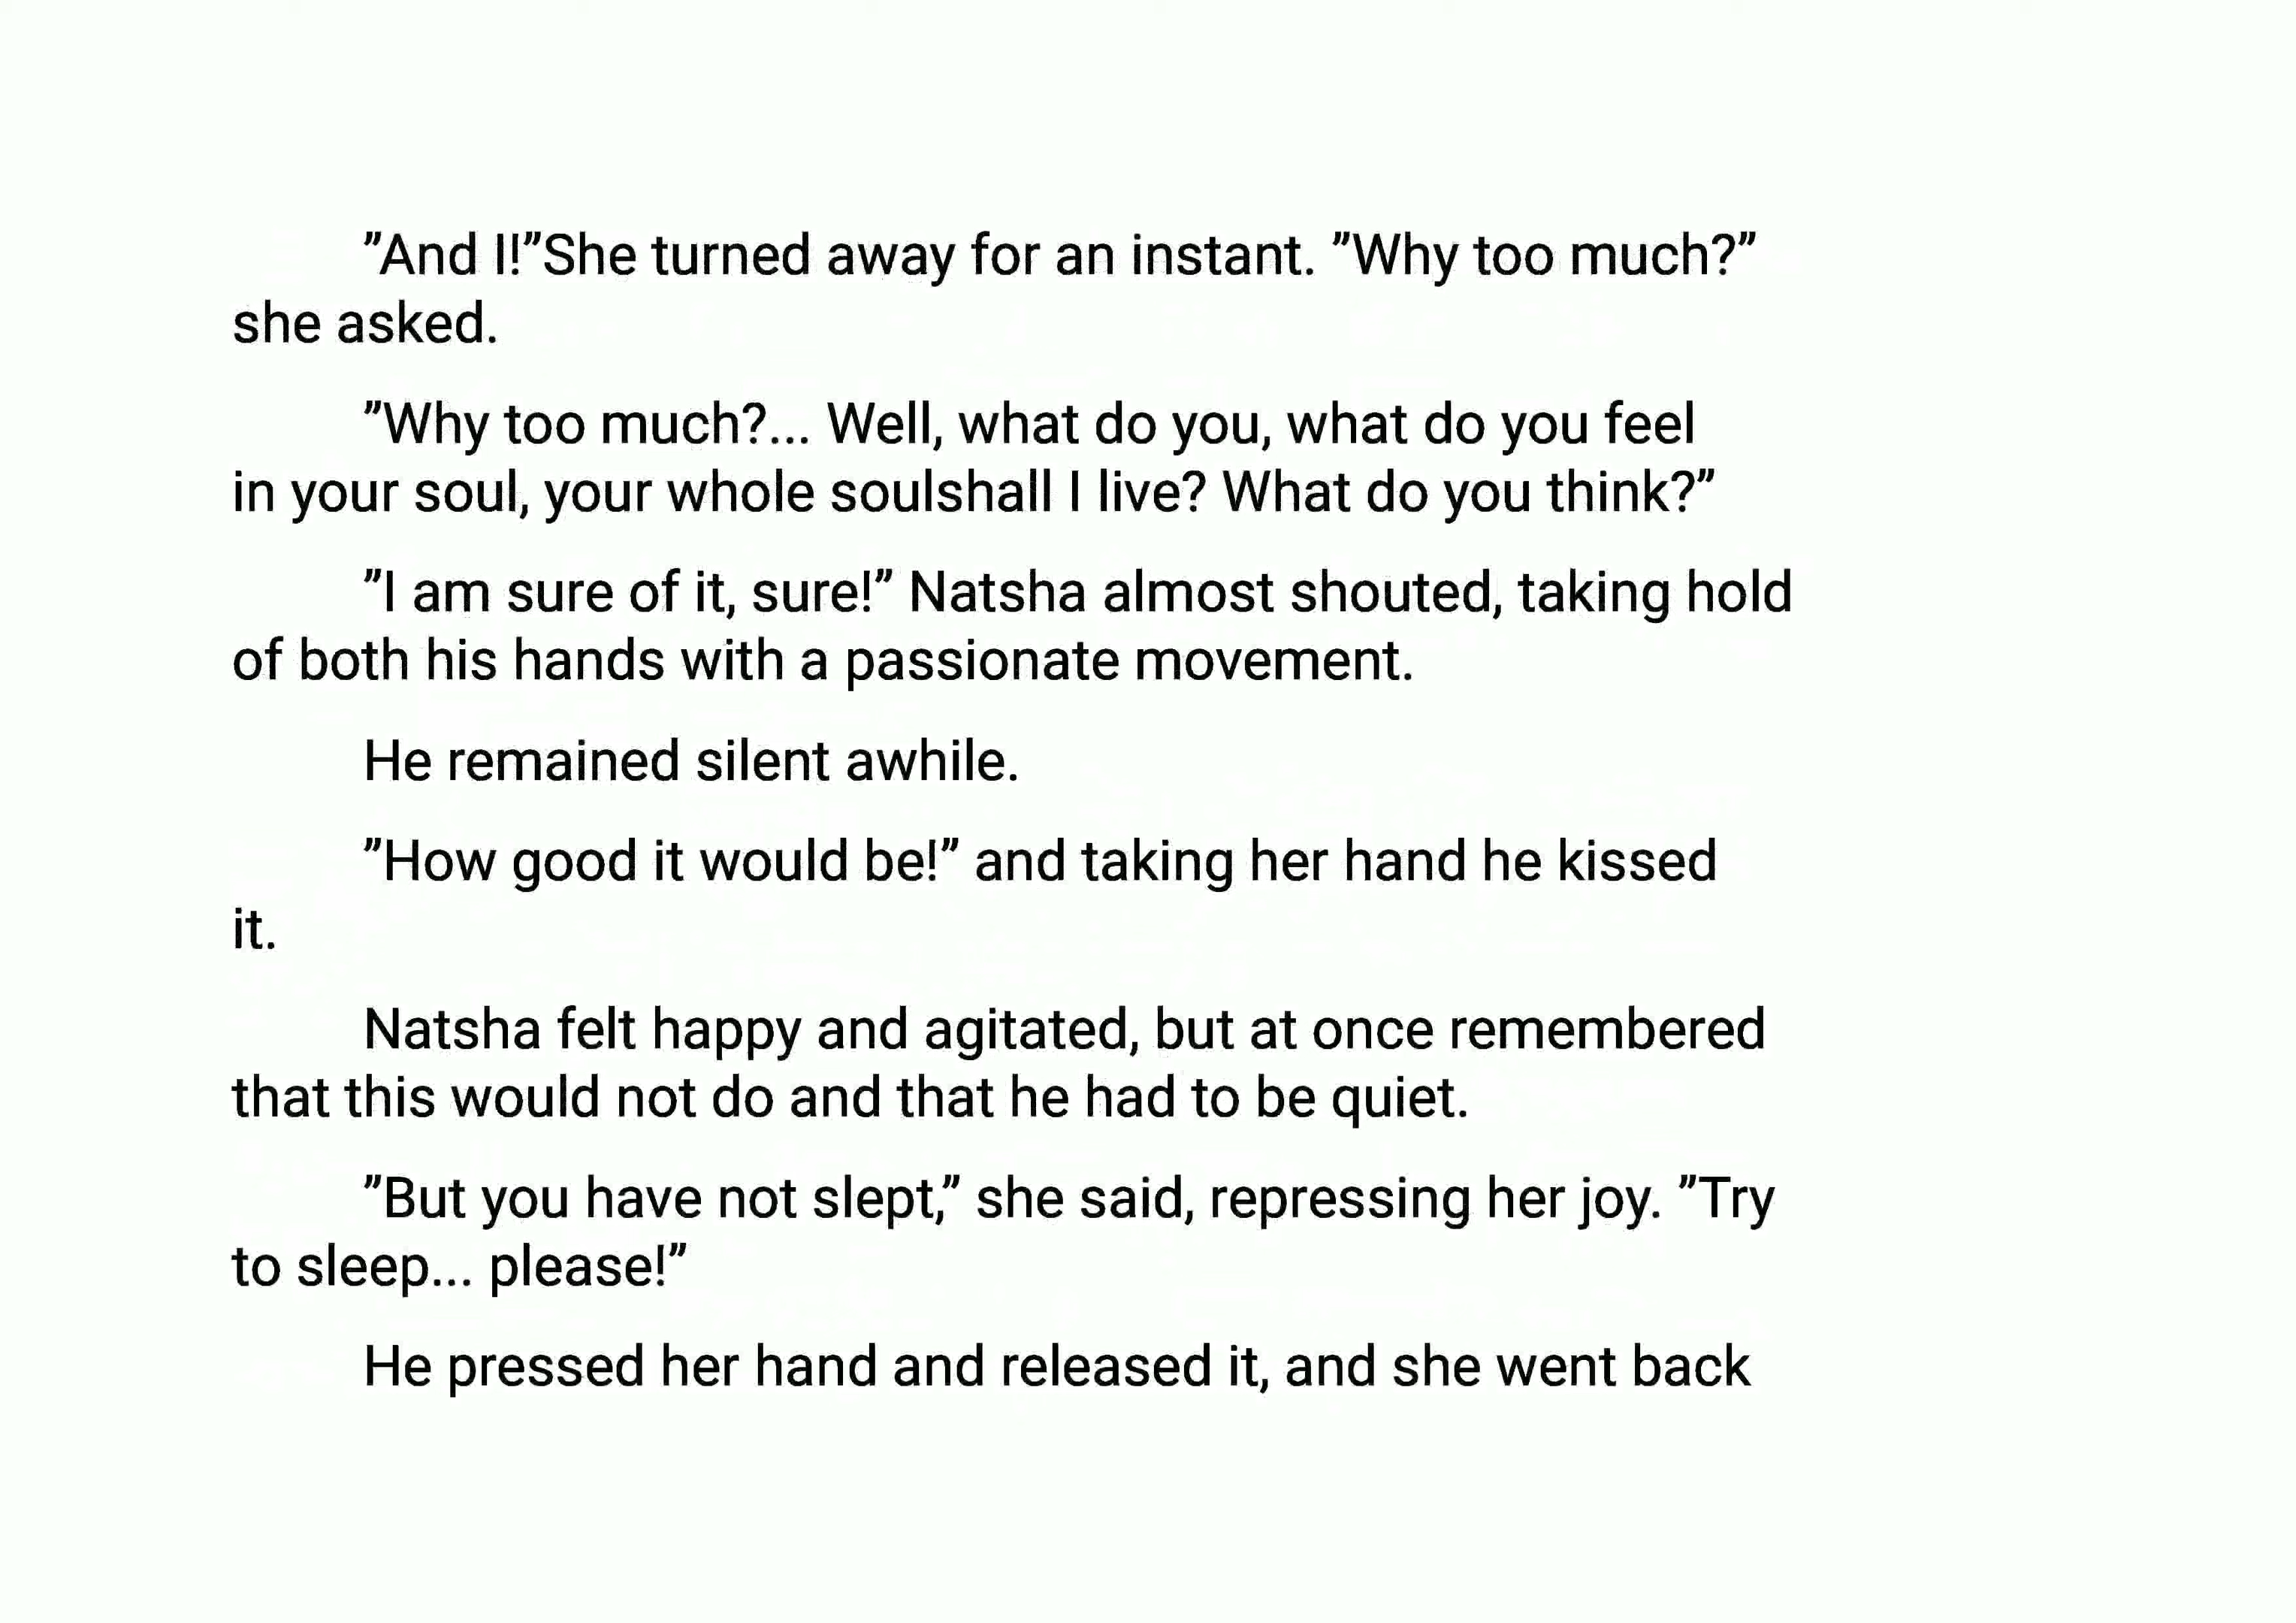 ”And I!”She turned away for an instant. ”Why too much?”
she asked.
”Why too much?... Well, what do you, what do you feel
in your soul, your whole soulshall I live? What do you think?”
”I am sure of it, sure!” Natsha almost shouted, taking hold
of both his hands with a passionate movement.
He remained silent awhile.
”How good it would be!” and taking her hand he kissed
it.
Natsha felt happy and agitated, but at once remembered
that this would not do and that he had to be quiet.
”But you have not slept,” she said, repressing her joy. ”Try
to sleep... please!”
He pressed her hand and released it, and she went back